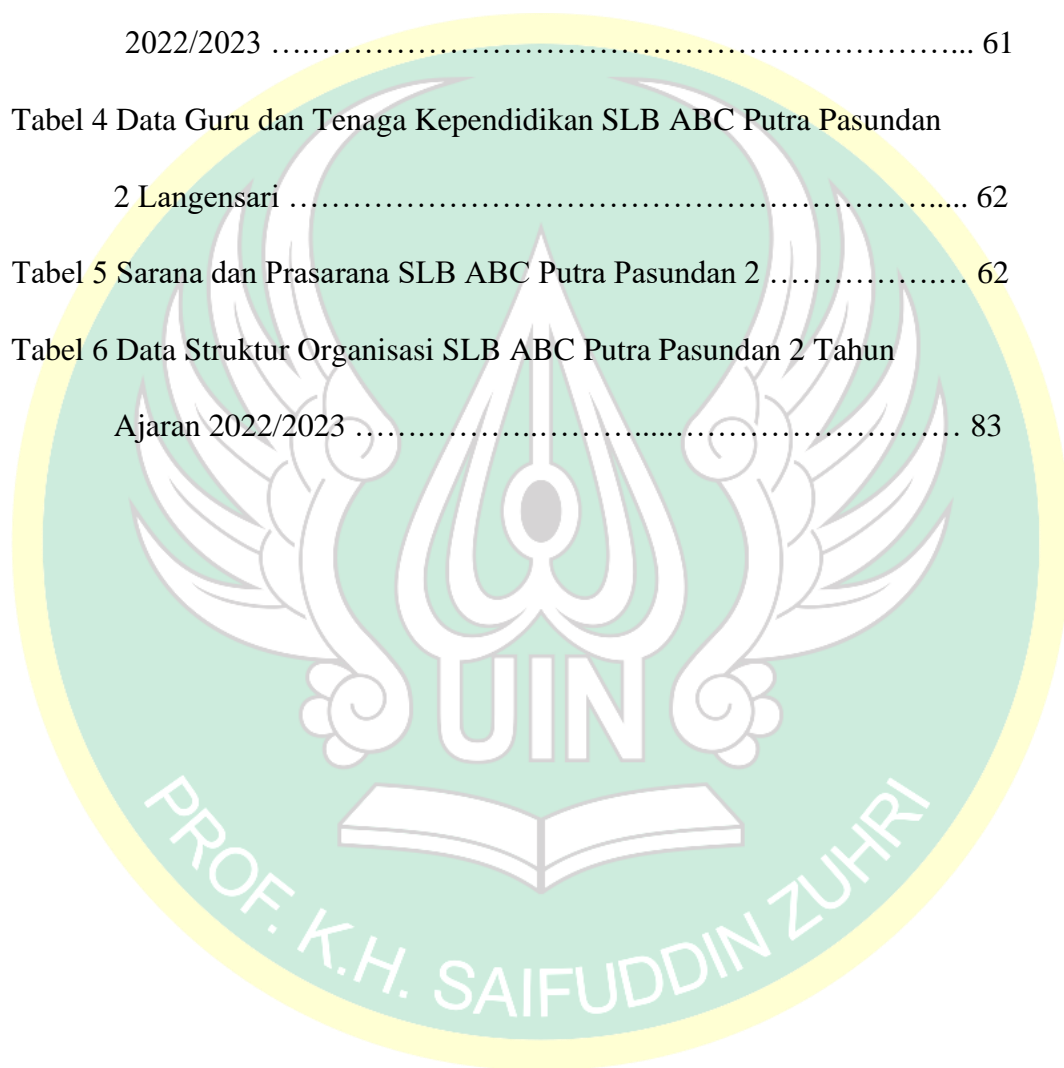 2022/2023 ….……………………………………….…………………... 61
Tabel 4 Data Guru dan Tenaga Kependidikan SLB ABC Putra Pasundan
2 Langensari ……………………………………………………..... 62
Tabel 5 Sarana dan Prasarana SLB ABC Putra Pasundan 2 …………….… 62
Tabel 6 Data Struktur Organisasi SLB ABC Putra Pasundan 2 Tahun
Ajaran 2022/2023 …………….……….....……………………… 83
UIN
PROF. K.H. SAIFUDDIN ZUHRI